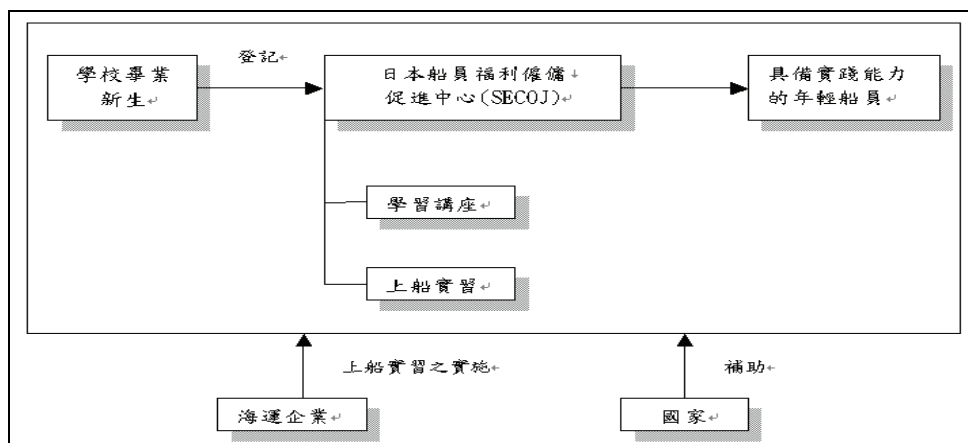 登記
學校畢業
新生
日本船員福利僱傭
促進中心(SECOJ)
具備實踐能力
的年輕船員
學習講座
上船實習
上船實習之實施
補助
海運企業
國家